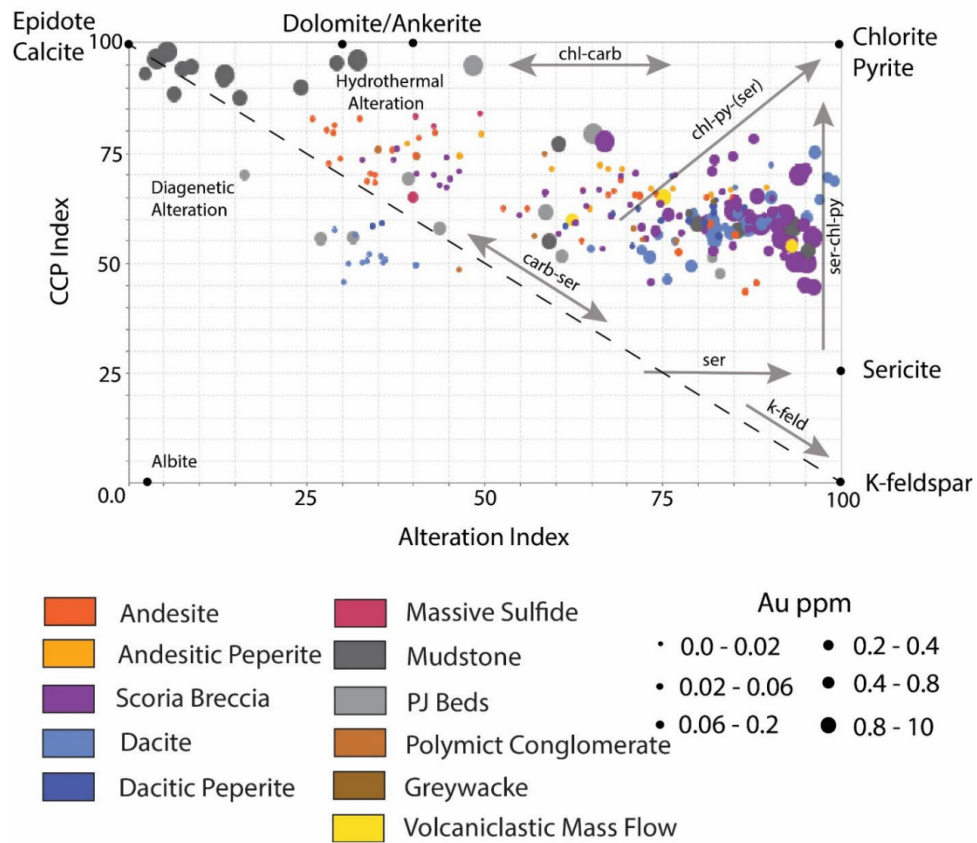 Epidote
Calcite
Dolomite/Ankerite
Chlorite
Pyrite
100
chl-carb
Hydrothermal
Alteration
chl-py-(ser)
75
Diagenetic
Alteration
CCP Index
50
carb-ser
ser-chl-py
25
ser
Sericite
k-feld
Albite
0.0
25
50
75
100
K-feldspar
Alteration Index
Andesite
Andesitic Peperite
Scoria Breccia
Dacite
Dacitic Peperite
Massive Sulfide
Mudstone
PJ Beds
Polymict Conglomerate
Greywacke
Volcaniclastic Mass Flow
Au ppm
0.0 - 0.02
0.02 - 0.06
0.06 - 0.2
0.2 - 0.4
0.4 - 0.8
0.8 - 10